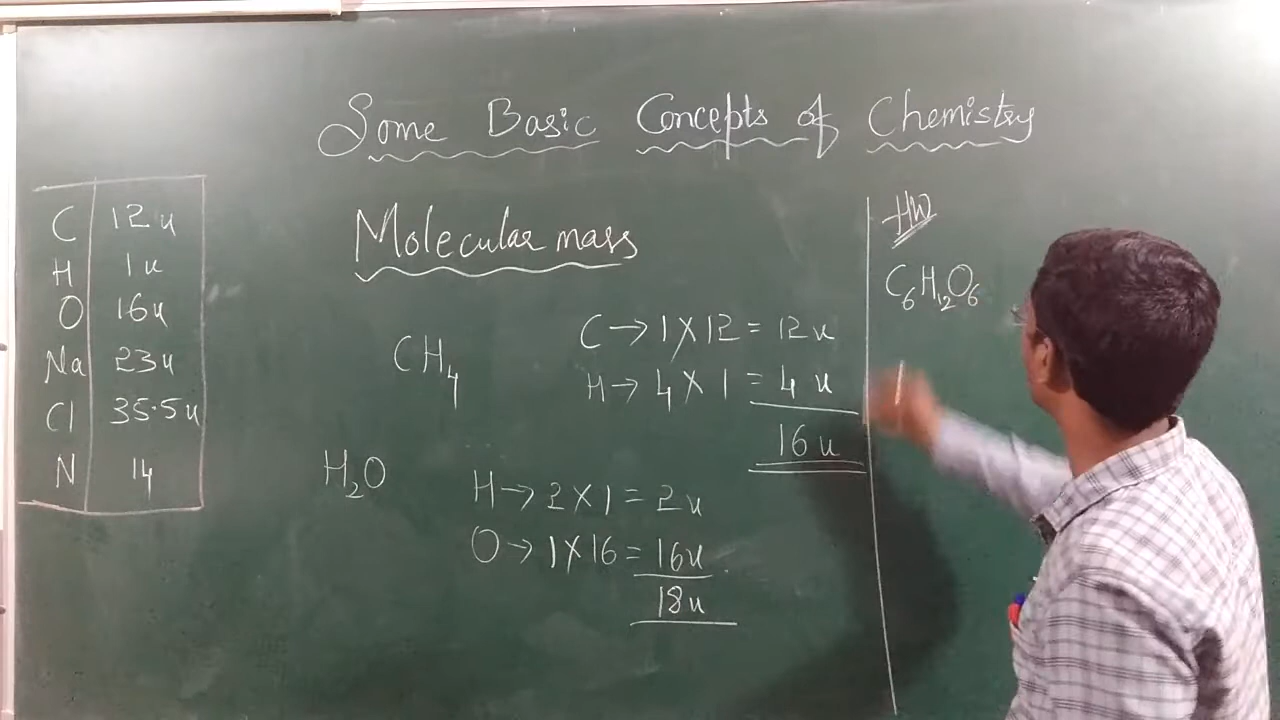 Some Basic Concepts of Chemistry
C 12u
H 1u
O 16u
Na 23u
Cl 35.5u
N 14
Molecular mass
CH₄
C → 1 X 12 = 12u
H → 4 X 1 = 4u
16u
H₂O
H → 2 X 1 = 2u
O → 1 X 16 = 16u
18u
HW
C₆H₁₂O₆